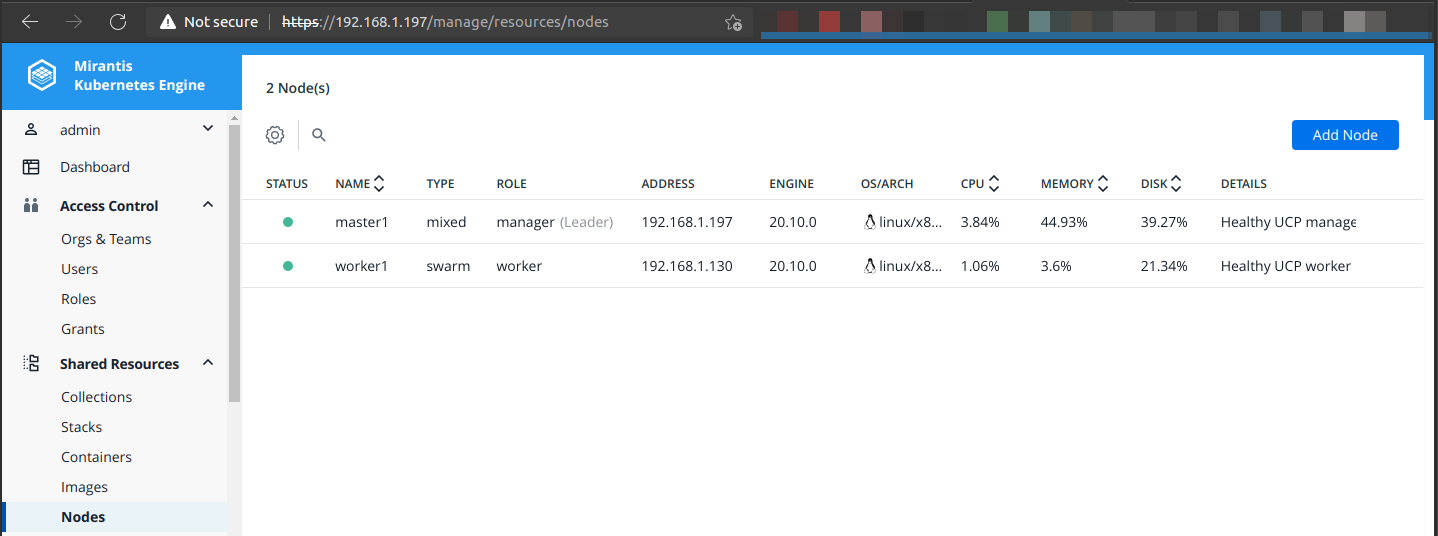 Not secure https://192.168.1.197/manage/resources/nodes
Mirantis
Kubernetes Engine
admin
Dashboard
Access Control
Orgs & Teams
Users
Roles
Grants
Shared Resources
Collections
Stacks
Containers
Images
Nodes
2 Node(s)
Add Node
STATUS NAME TYPE ROLE ADDRESS ENGINE OS/ARCH CPU MEMORY DISK DETAILS
master1 mixed manager (Leader) 192.168.1.197 20.10.0 linux/x8... 3.84% 44.93% 39.27% Healthy UCP manage
worker1 swarm worker 192.168.1.130 20.10.0 linux/x8... 1.06% 3.6% 21.34% Healthy UCP worker